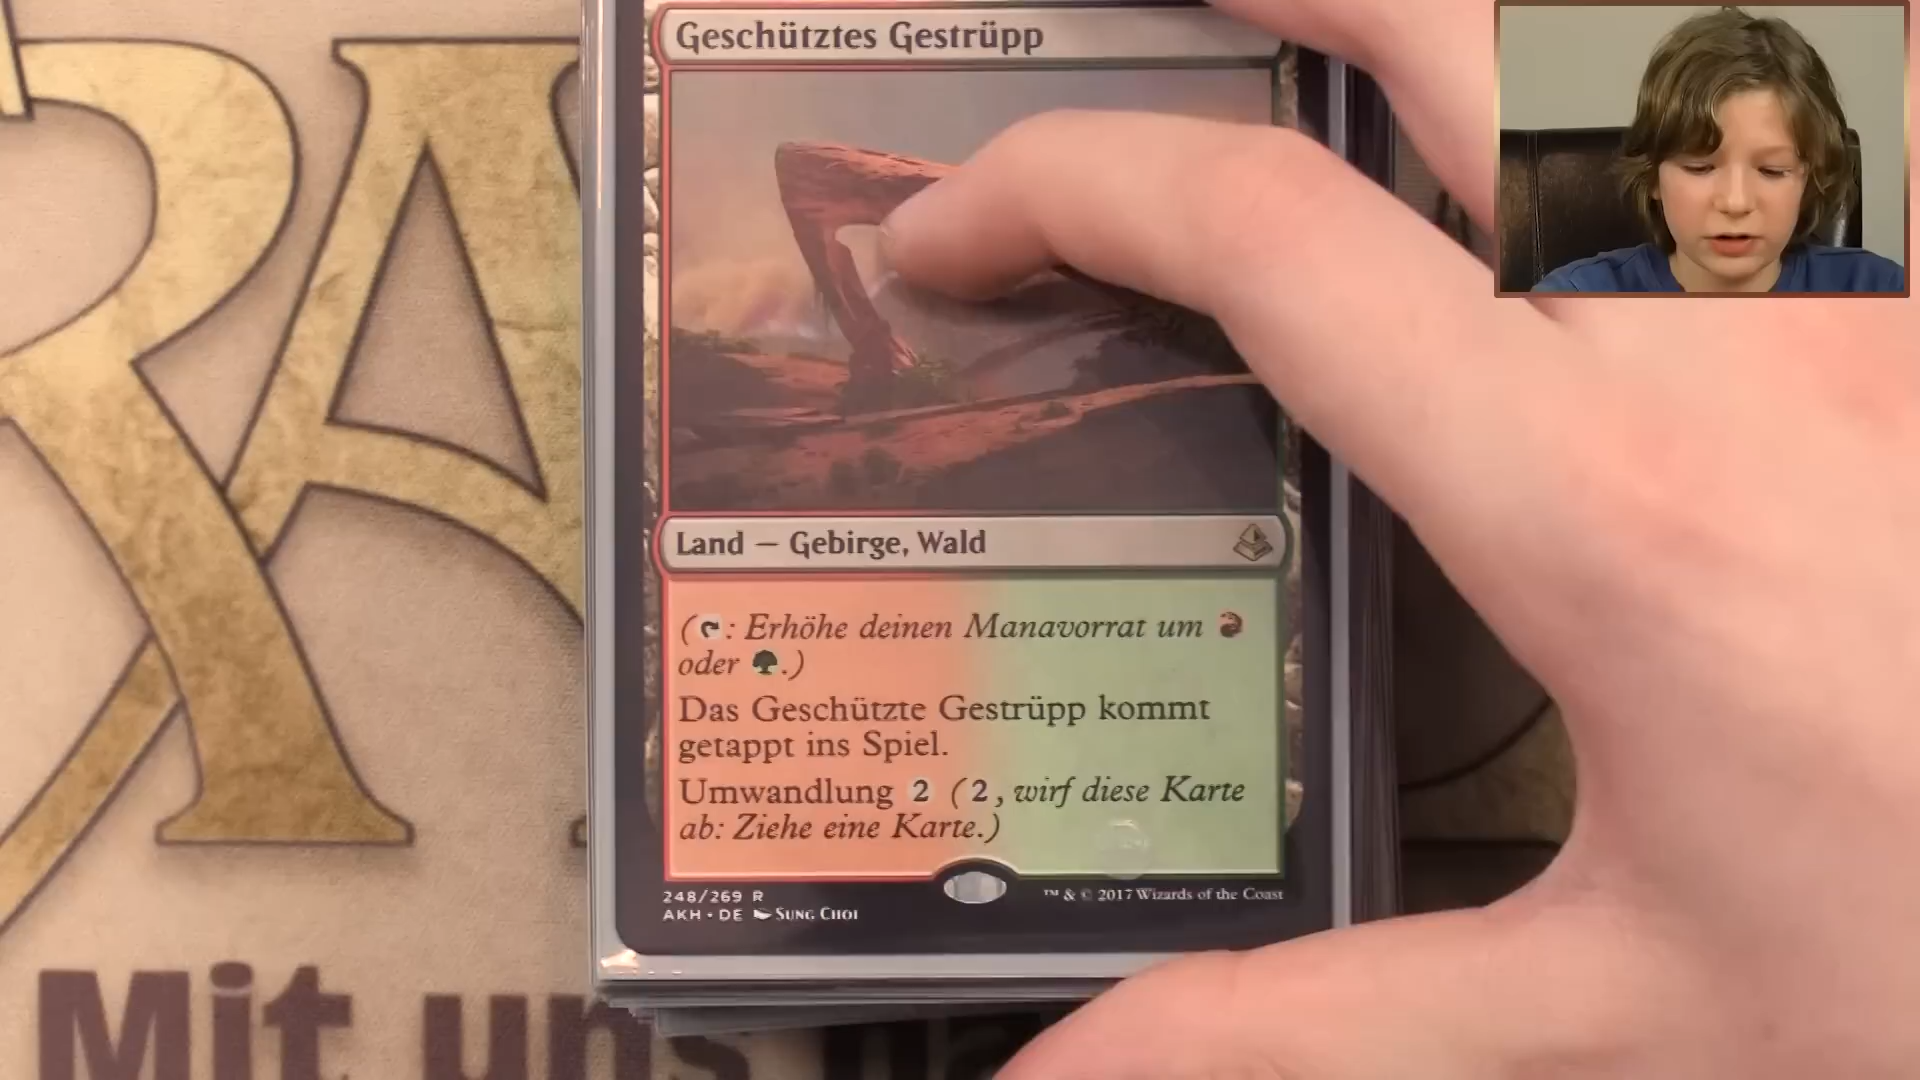 Geschütztes Gestrüpp
Land — Gebirge, Wald
( : Erhöhe deinen Manavorrat um
oder .)
Das Geschützte Gestrüpp kommt
getappt ins Spiel.
Umwandlung 2 (2, wirf diese Karte
ab: Ziehe eine Karte.)
248/269 R
AKH • DE SUNG CHOI
™ & © 2017 Wizards of the Coast
RA
Mit uns